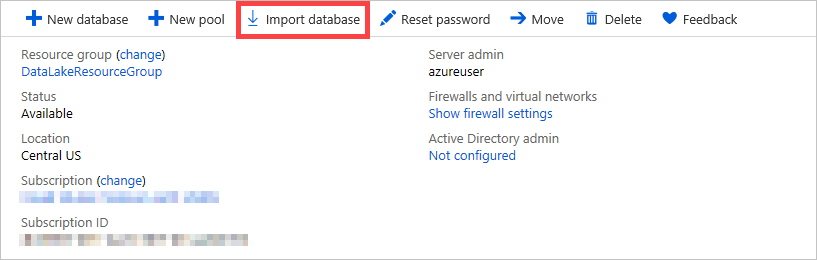 New database New pool Import database Reset password Move Delete Feedback
Resource group (change)
DataLakeResourceGroup
Status
Available
Location
Central US
Subscription (change)
Subscription ID
Server admin
azureuser
Firewalls and virtual networks
Show firewall settings
Active Directory admin
Not configured